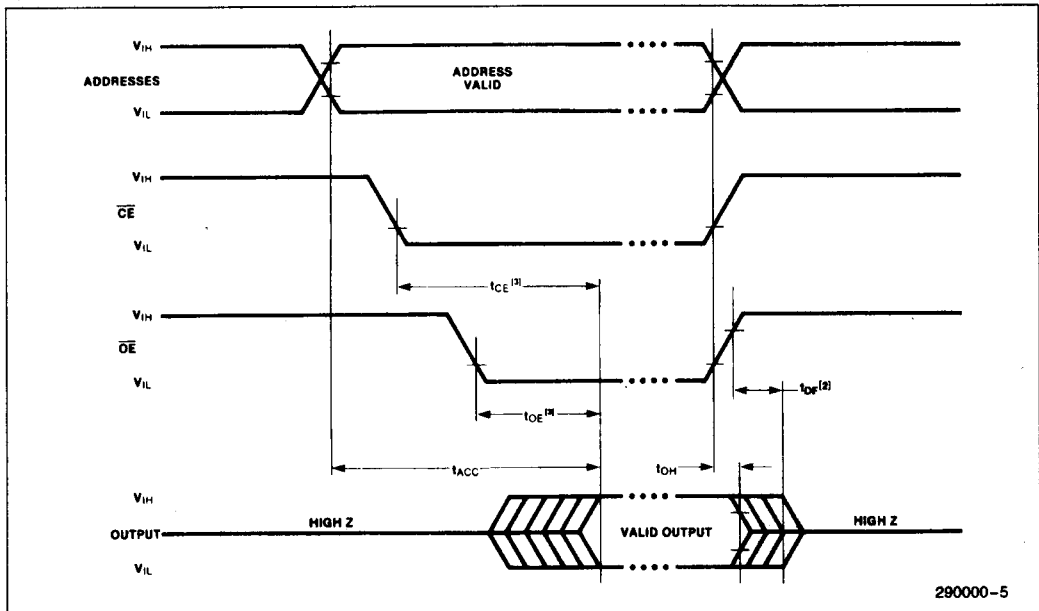 VIH
ADDRESSES
ADDRESS
VALID
VIL
VIH
CE
VIL
tCE[3]
VIH
OE
VIL
tDF[2]
tOE[3]
tACC
tOH
VIH
HIGH Z
OUTPUT
VALID OUTPUT
HIGH Z
VIL
290000-5